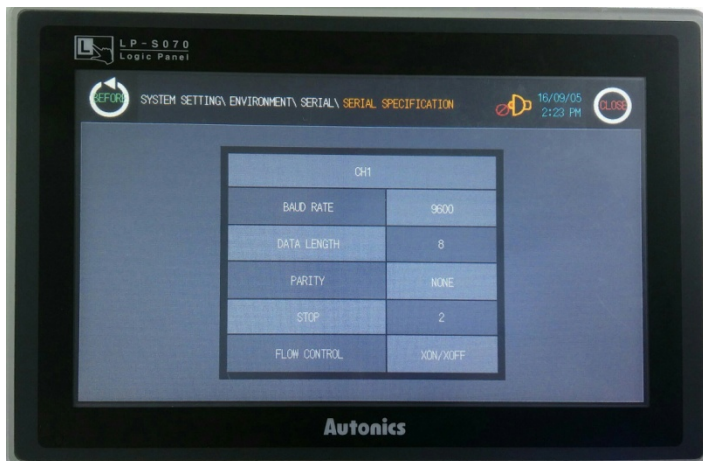 LP-S070
Logic Panel
BEFORE
SYSTEM SETTING\ ENVIRONMENT\ SERIAL\ SERIAL SPECIFICATION
16/09/05
2:23 PM
CLOSE
CH1
BAUD RATE 9600
DATA LENGTH 8
PARITY NONE
STOP 2
FLOW CONTROL XON/XOFF
Autonics